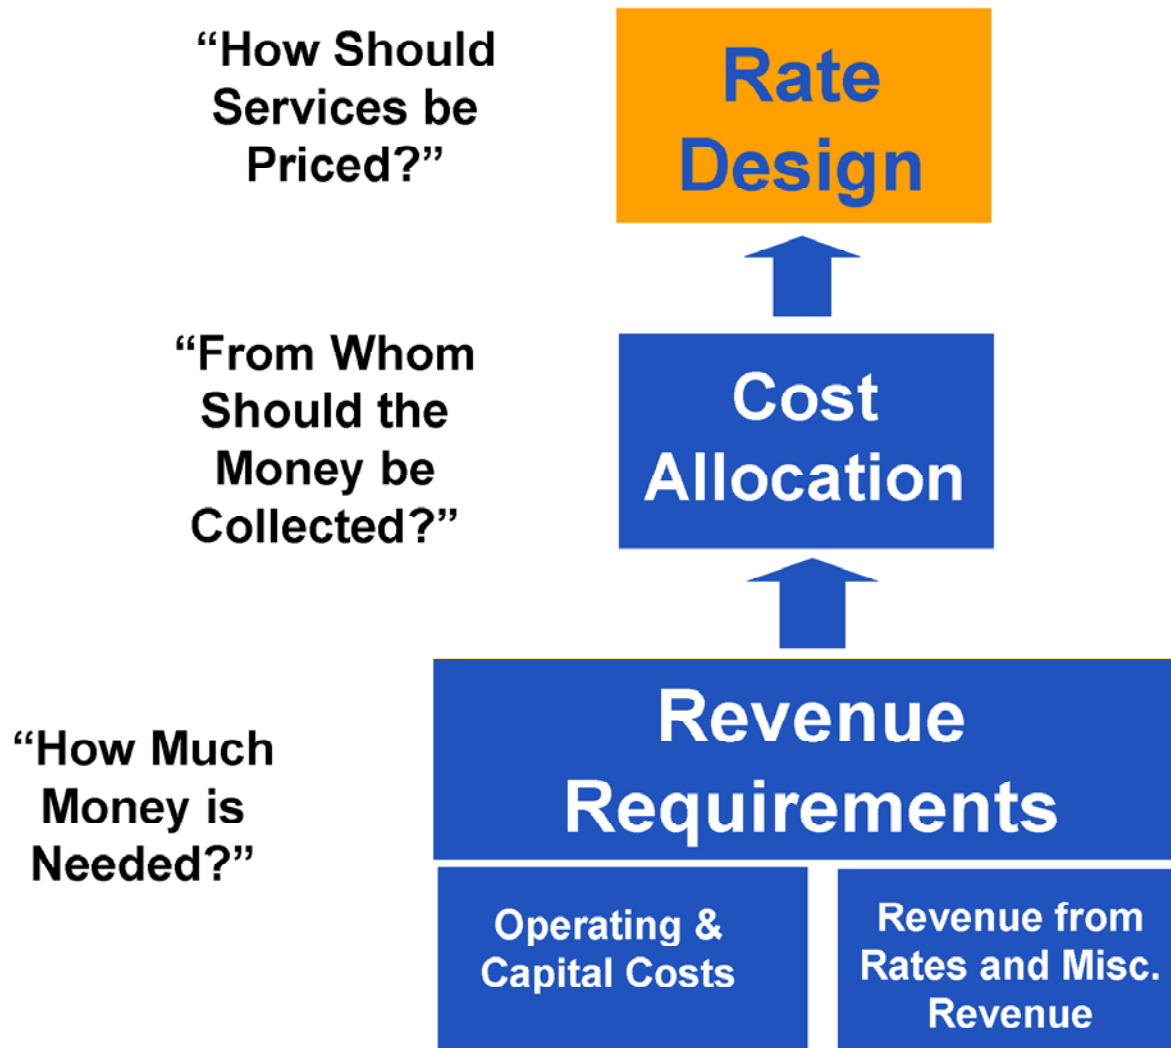 “How Should
Services be
Priced?”
Rate
Design
“From Whom
Should the
Money be
Collected?”
Cost
Allocation
“How Much
Money is
Needed?”
Revenue
Requirements
Operating &
Capital Costs
Revenue from
Rates and Misc.
Revenue